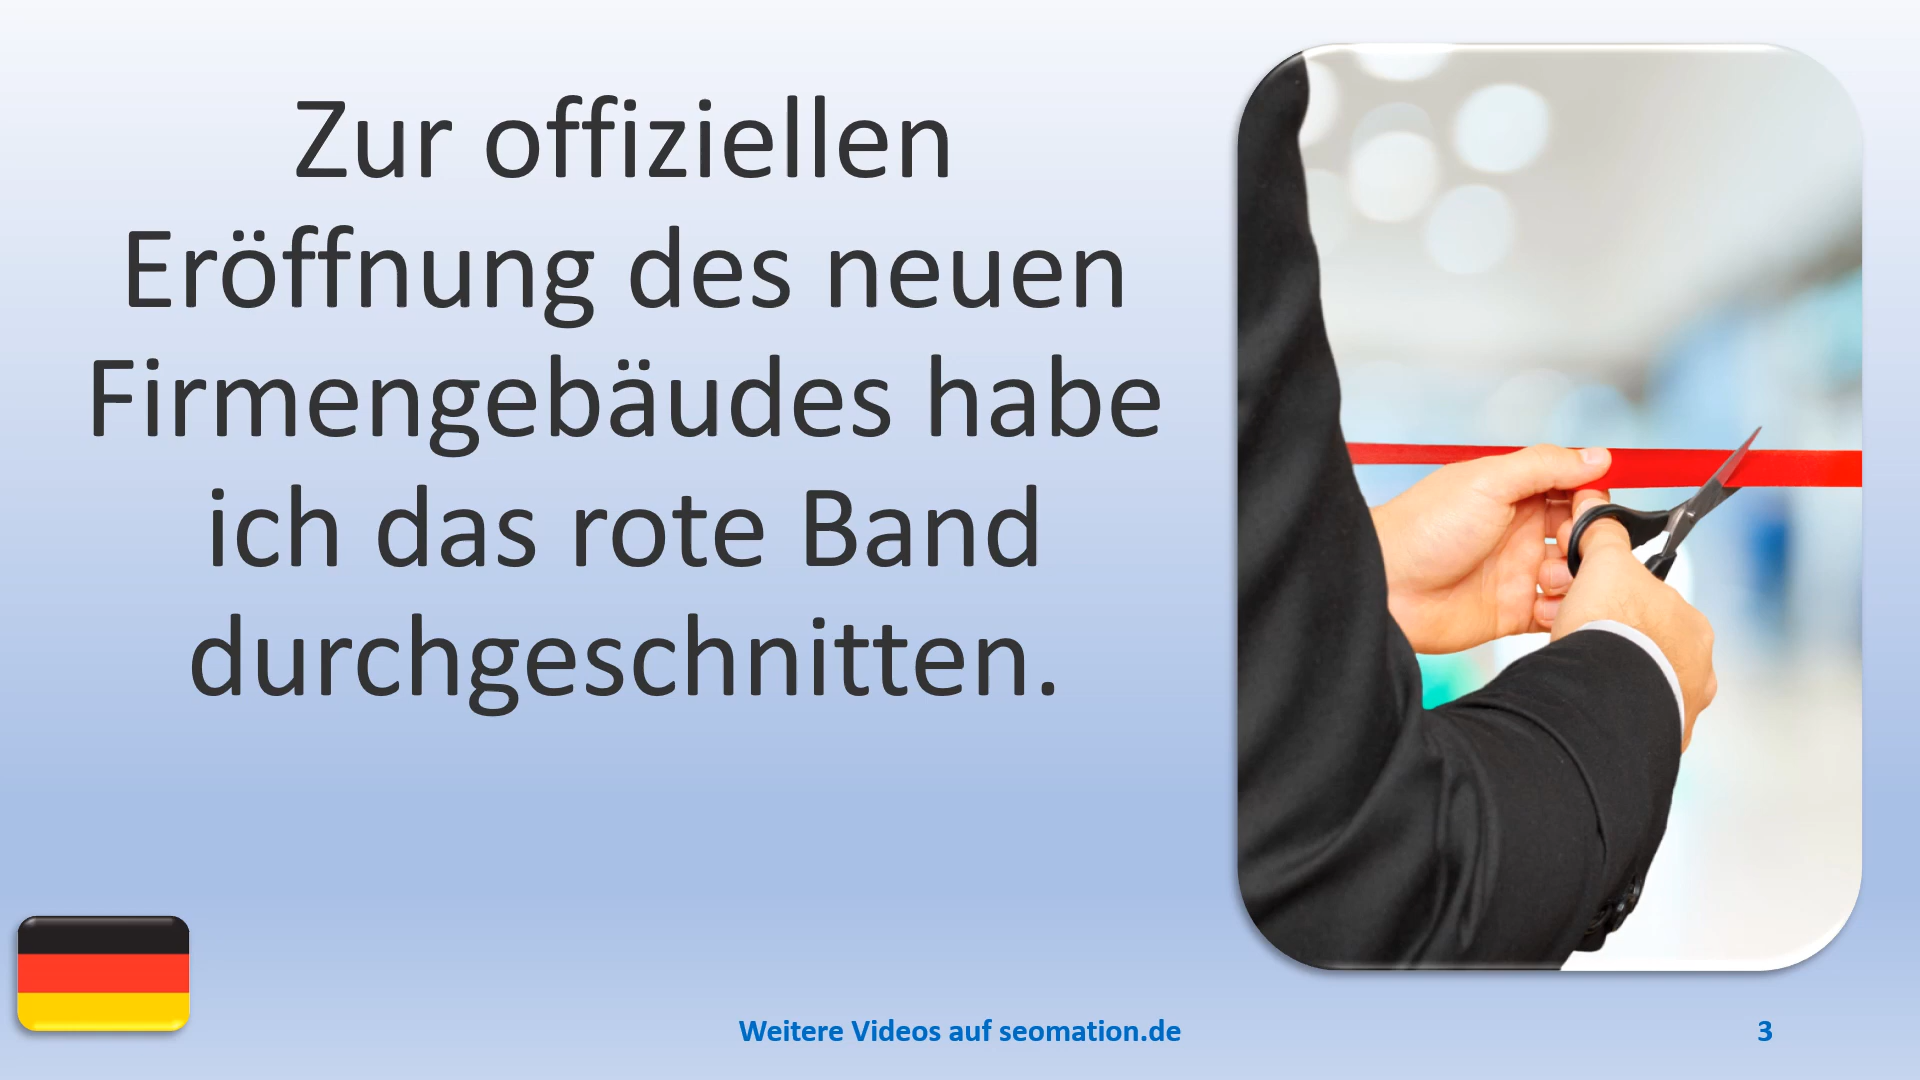 Zur offiziellen
Eröffnung des neuen
Firmengebäudes habe
ich das rote Band
durchgeschnitten.
Weitere Videos auf seomation.de
3